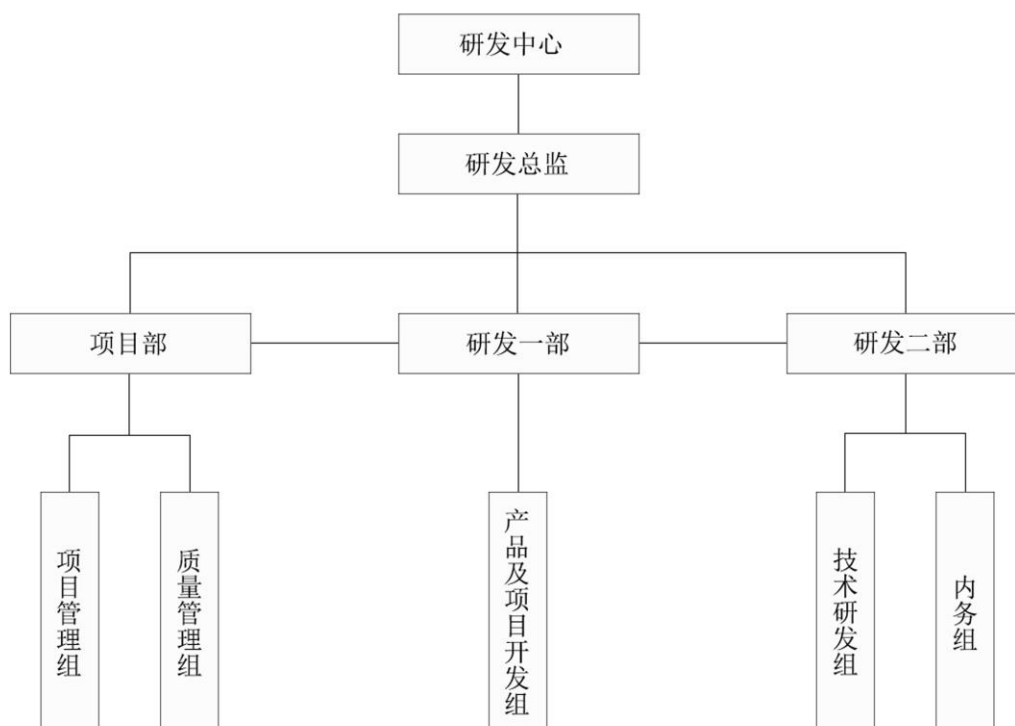 研发中心
研发总监
项目部
研发一部
研发二部
项目管理组
质量管理组
产品及项目开发组
技术研发组
内务组